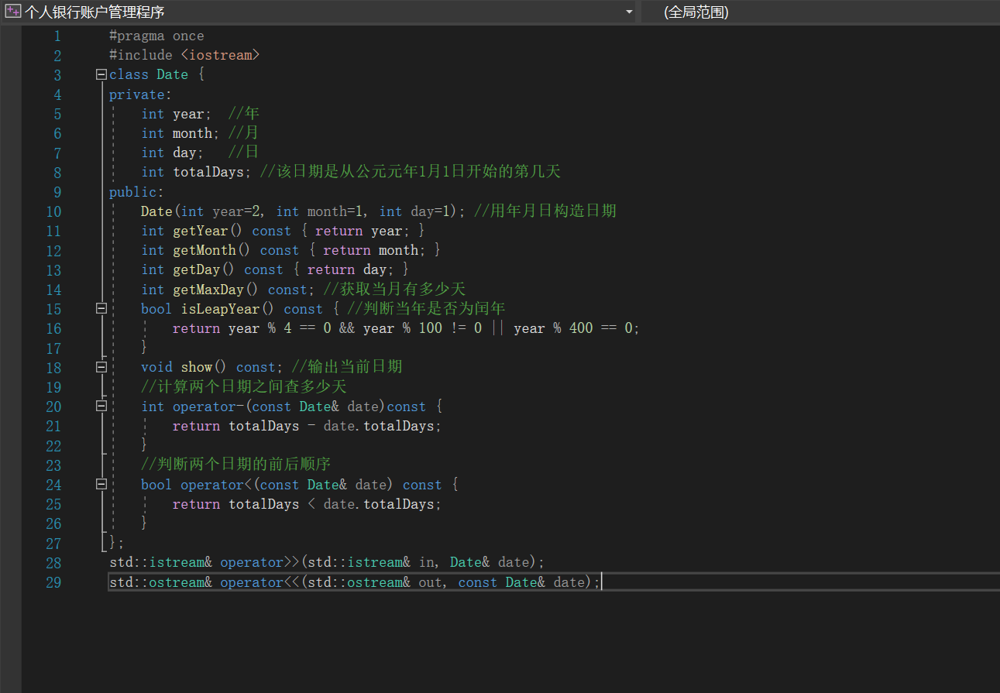 个人银行账户管理程序
(全局范围)
1 #pragma once
2 #include <iostream>
3 class Date {
4 private:
5 int year; //年
6 int month; //月
7 int day; //日
8 int totalDays; //该日期是从公元元年1月1日开始的第几天
9 public:
10 Date(int year=2, int month=1, int day=1); //用年月日构造日期
11 int getYear() const { return year; }
12 int getMonth() const { return month; }
13 int getDay() const { return day; }
14 int getMaxDay() const; //获取当月有多少天
15 bool isLeapYear() const { //判断当年是否为闰年
16 return year % 4 == 0 && year % 100 != 0 || year % 400 == 0;
17 }
18 void show() const; //输出当前日期
19 //计算两个日期之间查多少天
20 int operator-(const Date& date)const {
21 return totalDays - date.totalDays;
22 }
23 //判断两个日期的前后顺序
24 bool operator<(const Date& date) const {
25 return totalDays < date.totalDays;
26 }
27 };
28 std::istream& operator>>(std::istream& in, Date& date);
29 std::ostream& operator<<(std::ostream& out, const Date& date);